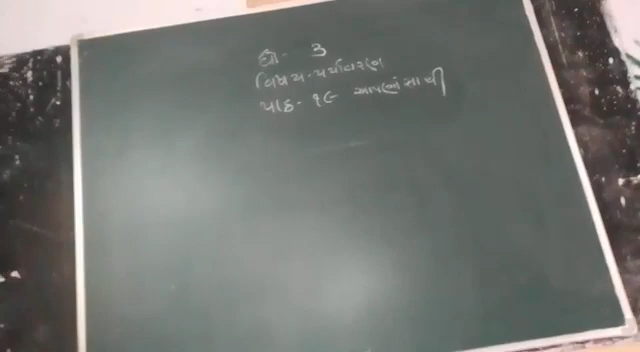 ધો- ૩
વિષય-પર્યાવરણ
પાઠ- ૧૯ આપણાં સાથી